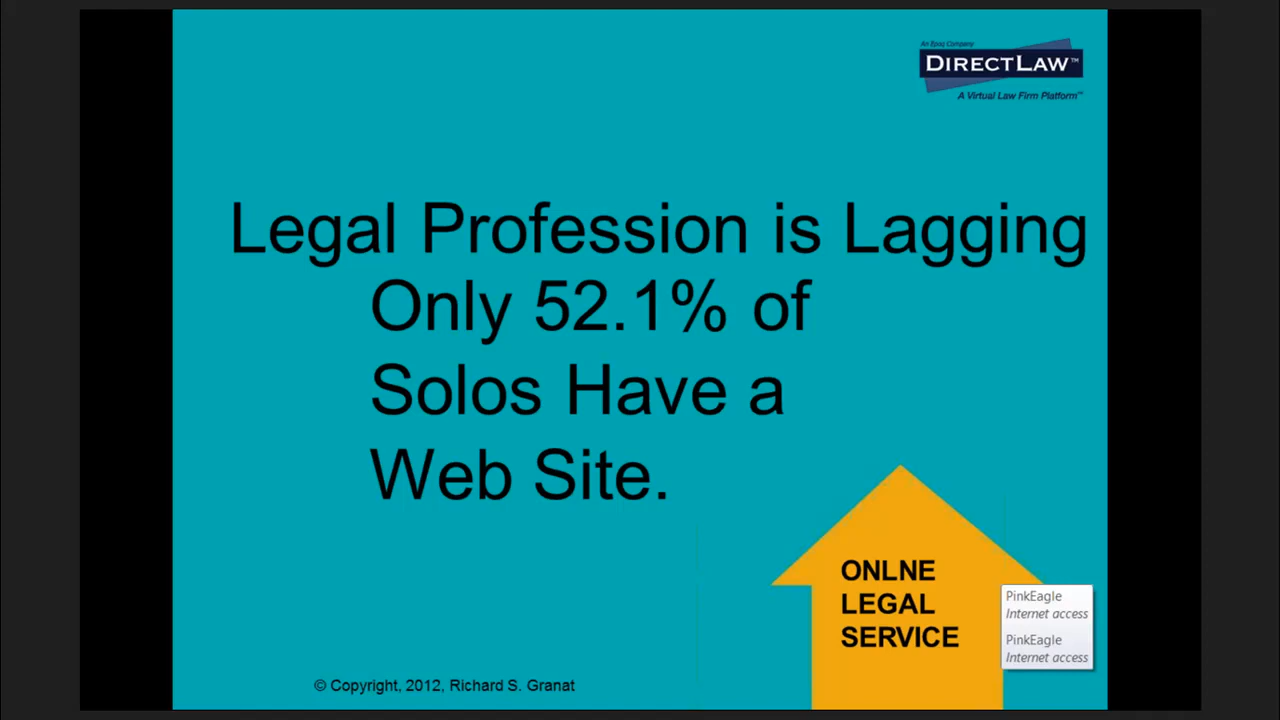 An Epoq Company
DIRECTLAW™
A Virtual Law Firm Platform™
Legal Profession is Lagging
Only 52.1% of
Solos Have a
Web Site.
ONLNE
LEGAL
SERVICE
PinkEagle
Internet access
PinkEagle
Internet access
© Copyright, 2012, Richard S. Granat